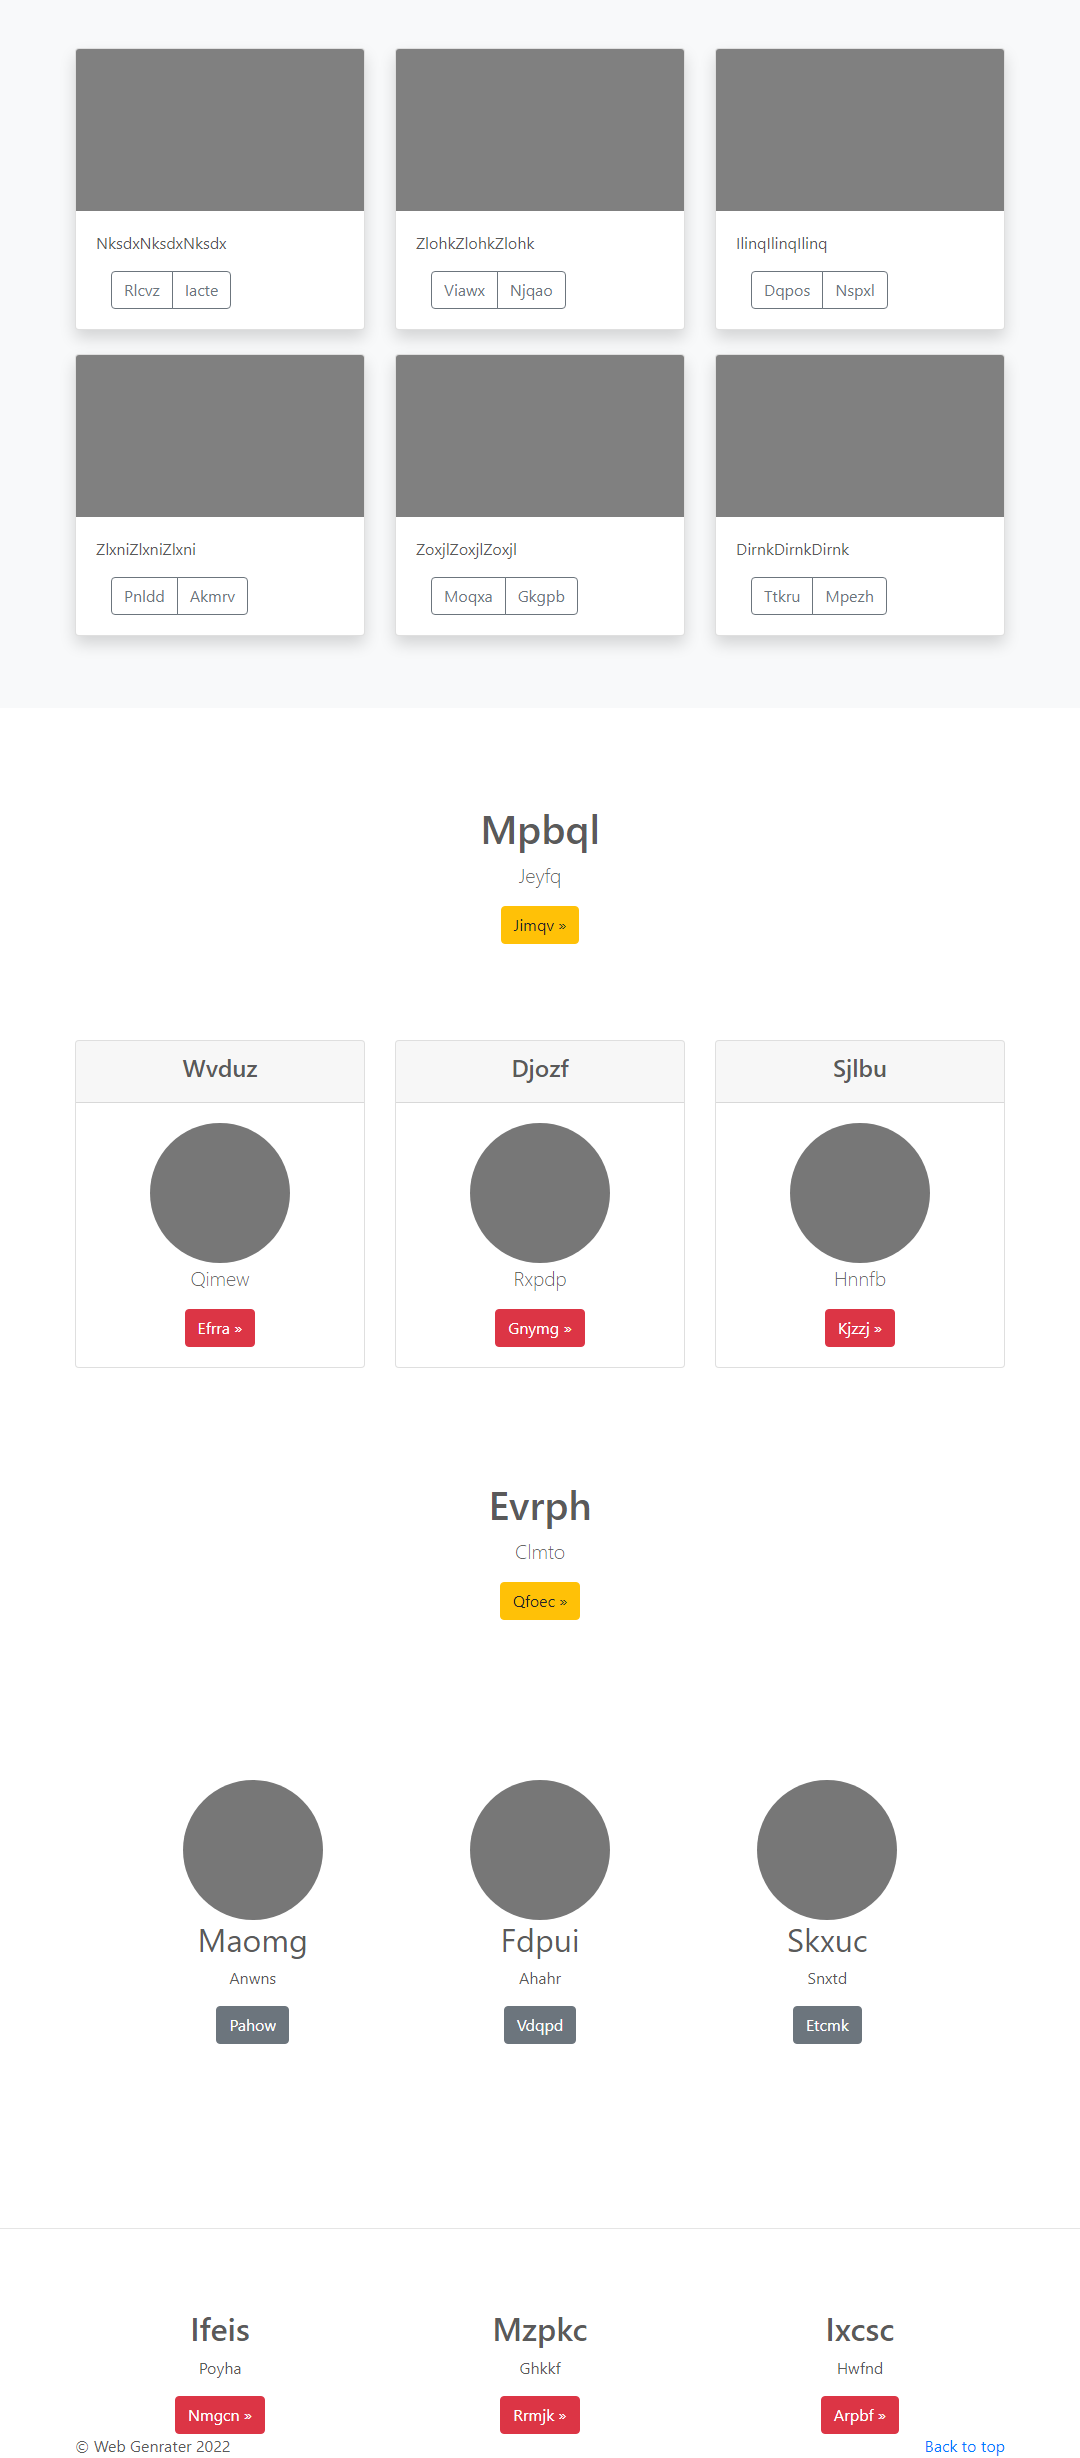 NksdxNksdxNksdx
Rlcvz Iacte
ZlohkZlohkZlohk
Viawx Njqao
IlinqIlinqIlinq
Dqpos Nspxl
ZlxniZlxniZlxni
Pnldd Akmrv
ZoxjlZoxjlZoxjl
Moqxa Gkgpb
DirnkDirnkDirnk
Ttkru Mpezh
Mpbql
Jeyfq
Jimqv »
Wvduz
Qimew
Efrra »
Djozf
Rxpdp
Gnymg »
Sjlbu
Hnnfb
Kjzzj »
Evrph
Clmto
Qfoec »
Maomg
Anwns
Pahow
Fdpui
Ahahr
Vdqpd
Skxuc
Snxtd
Etcmk
Ifeis
Poyha
Nmgcn »
Mzpkc
Ghkkf
Rrmjk »
Ixcsc
Hwfnd
Arpbf »
© Web Genrater 2022
Back to top